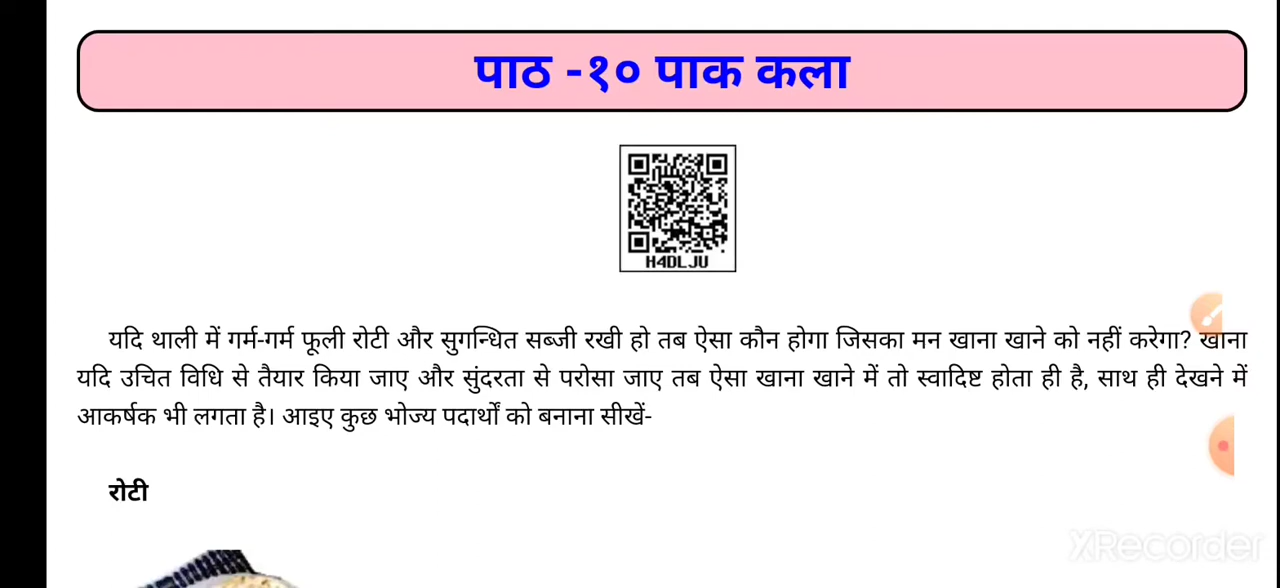 पाठ -१० पाक कला
H4DLJU
यदि थाली में गर्म-गर्म फूली रोटी और सुगन्धित सब्जी रखी हो तब ऐसा कौन होगा जिसका मन खाना खाने को नहीं करेगा? खाना
यदि उचित विधि से तैयार किया जाए और सुंदरता से परोसा जाए तब ऐसा खाना खाने में तो स्वादिष्ट होता ही है, साथ ही देखने में
आकर्षक भी लगता है। आइए कुछ भोज्य पदार्थों को बनाना सीखें-
रोटी
XRecorder